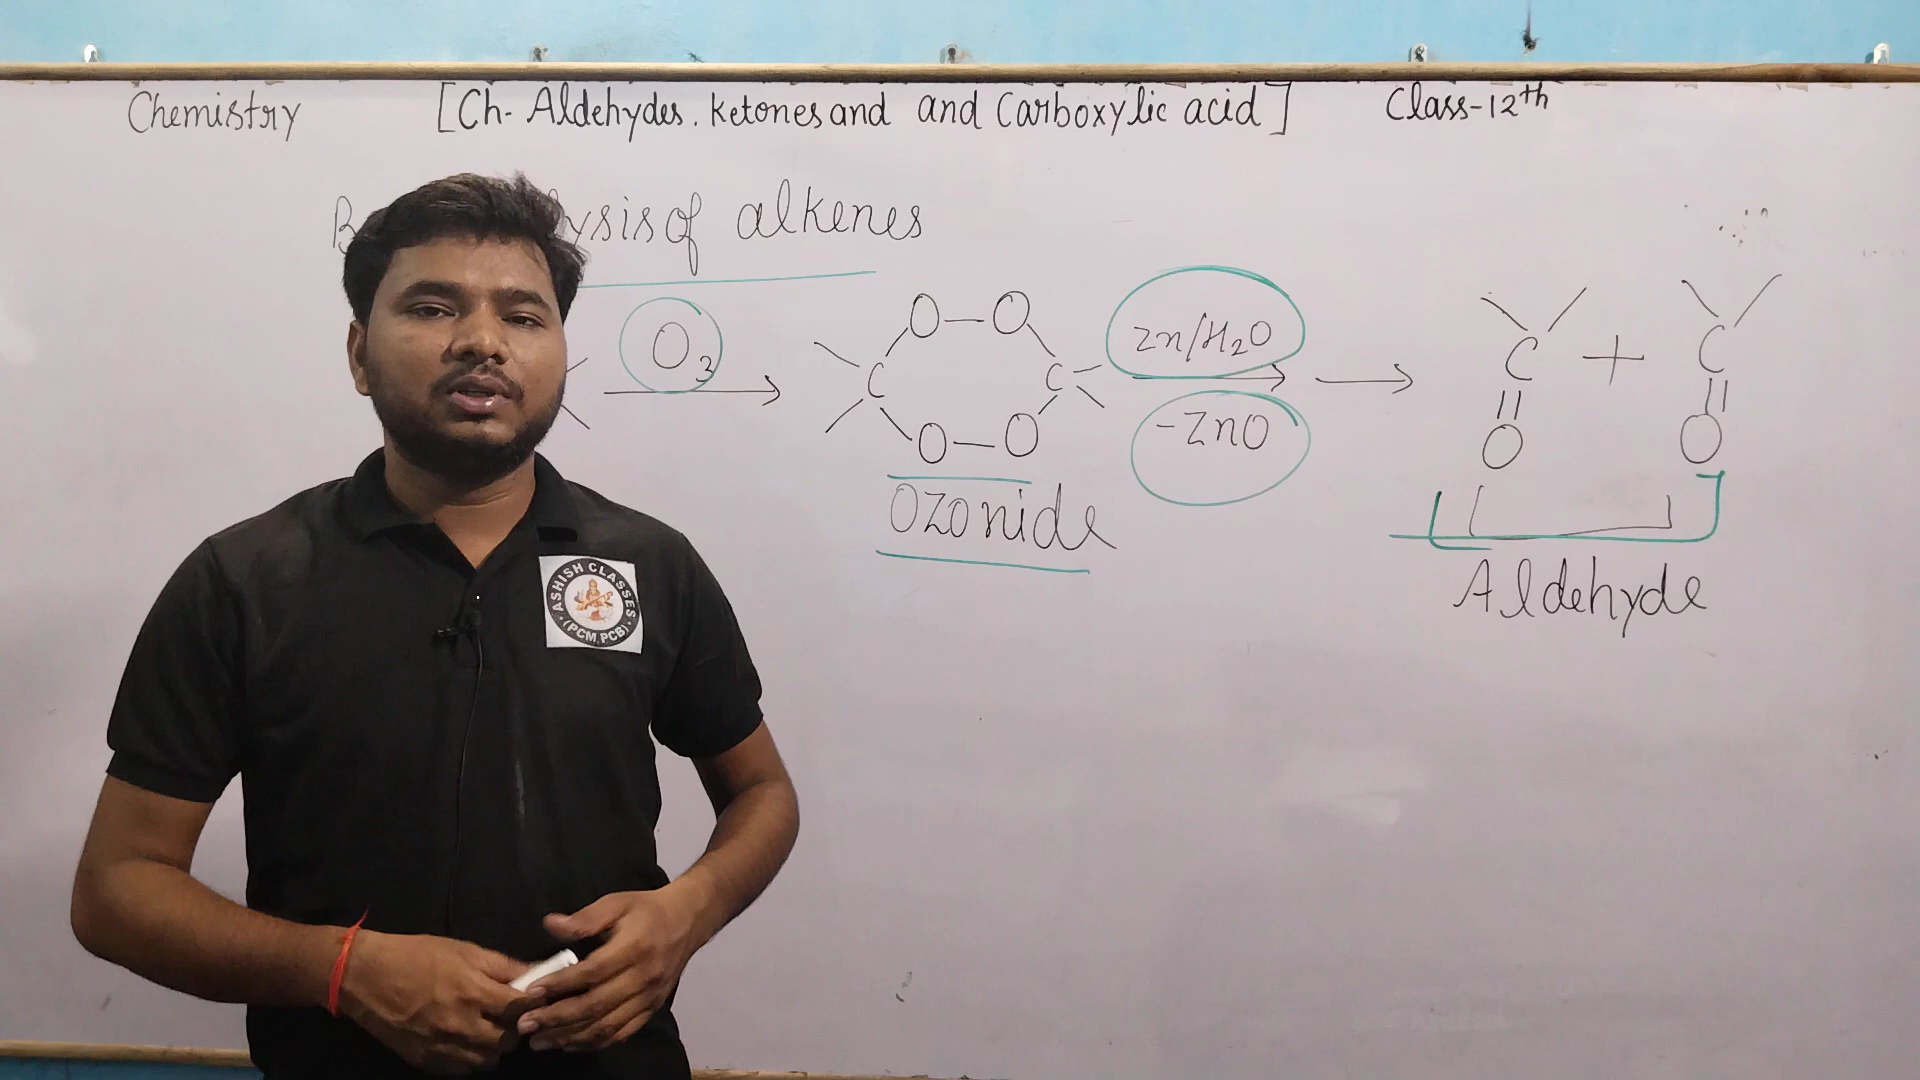 Chemistry [Ch- Aldehydes. ketones and and Carboxylic acid] Class-12th
of alkenes
O3
O—O
C C
O—O
Ozonide
Zn/H2O
-ZnO
C + C
O O
Aldehyde
ASHISH CLASSES
(PCM, PCB)